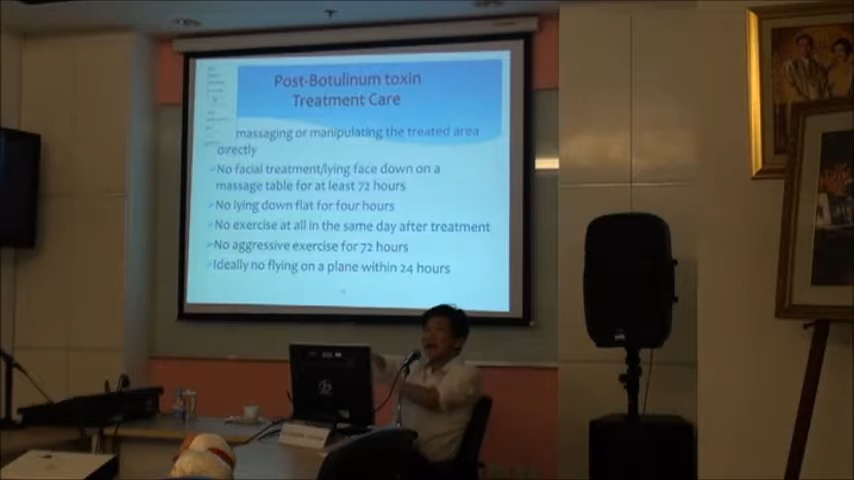 Post-Botulinum toxin
Treatment Care
massaging or manipulating the treated area
directly
No facial treatment/lying face down on a
massage table for at least 72 hours
No lying down flat for four hours
No exercise at all in the same day after treatment
No aggressive exercise for 72 hours
Ideally no flying on a plane within 24 hours